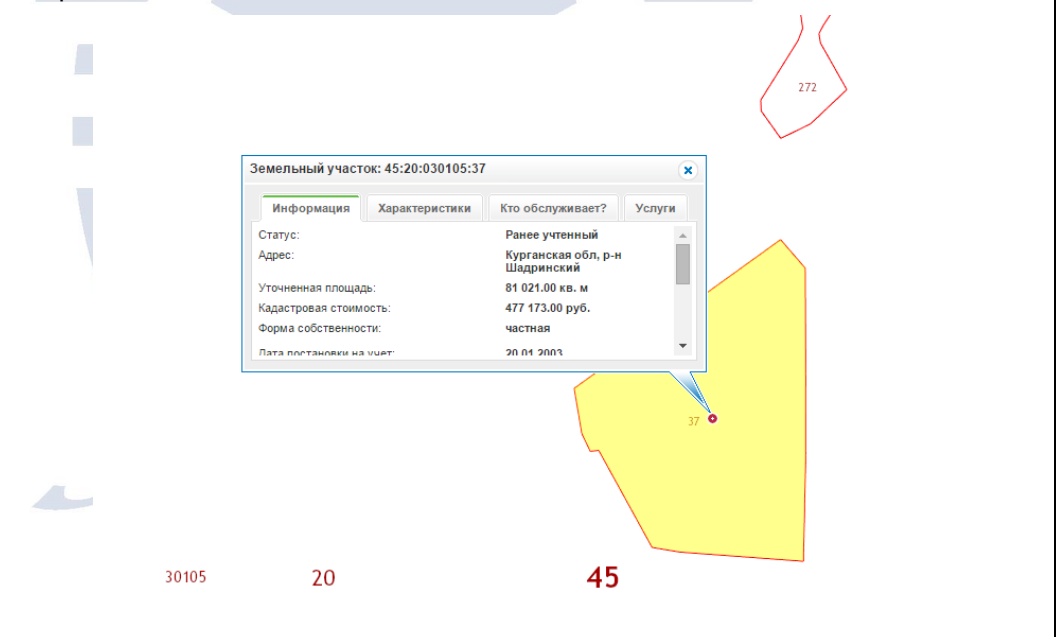 272
Земельный участок: 45:20:030105:37
Информация Характеристики Кто обслуживает? Услуги
Статус: Ранее учтенный
Адрес: Курганская обл, р-н
Шадринский
Уточненная площадь: 81 021.00 кв. м
Кадастровая стоимость: 477 173.00 руб.
Форма собственности: частная
Дата постановки на учет: 20.01.2003
37
30105 20 45